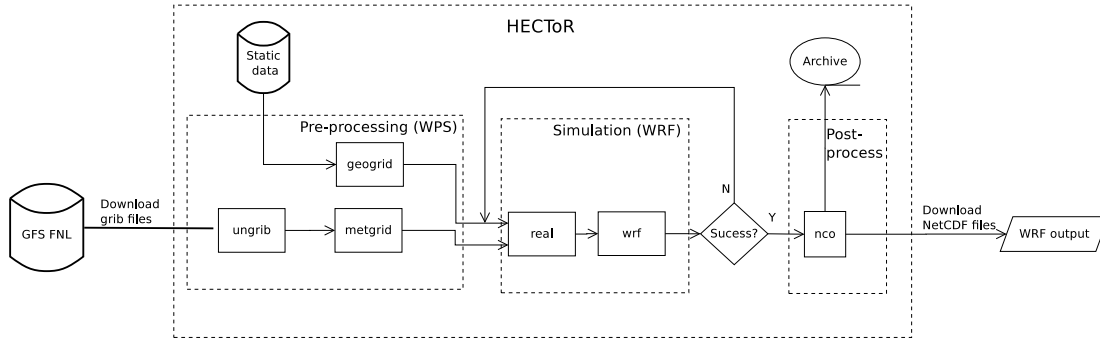 HECToR
Static
data
Archive
Pre-processing (WPS)
Simulation (WRF)
Post-
process
geogrid
N
Download
grib files
GFS FNL
ungrib
metgrid
real
wrf
Sucess?
Y
nco
Download
NetCDF files
WRF output